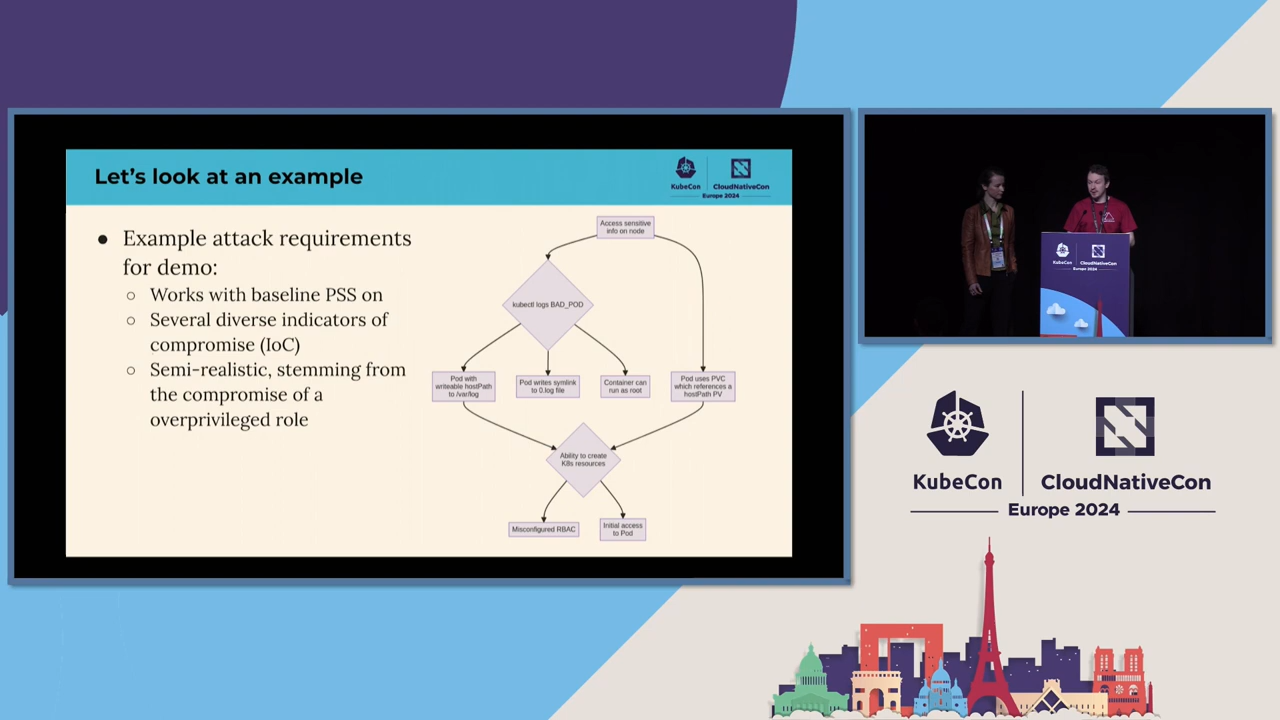 Let's look at an example
KubeCon
CloudNativeCon
Europe 2024
● Example attack requirements
for demo:
○ Works with baseline PSS on
○ Several diverse indicators of
compromise (IoC)
○ Semi-realistic, stemming from
the compromise of a
overprivileged role
Access sensitive
info on node
kubectl logs BAD_POD
Pod with
writeable hostPath
to /var/log
Pod writes symlink
to 0.log file
Container can
run as root
Pod uses PVC
which references a
hostPath PV
Ability to create
K8s resources
Misconfigured RBAC
Initial access
to Pod
KubeCon
CloudNativeCon
Europe 2024
KubeCon
CloudNativeCon
Europe 2024